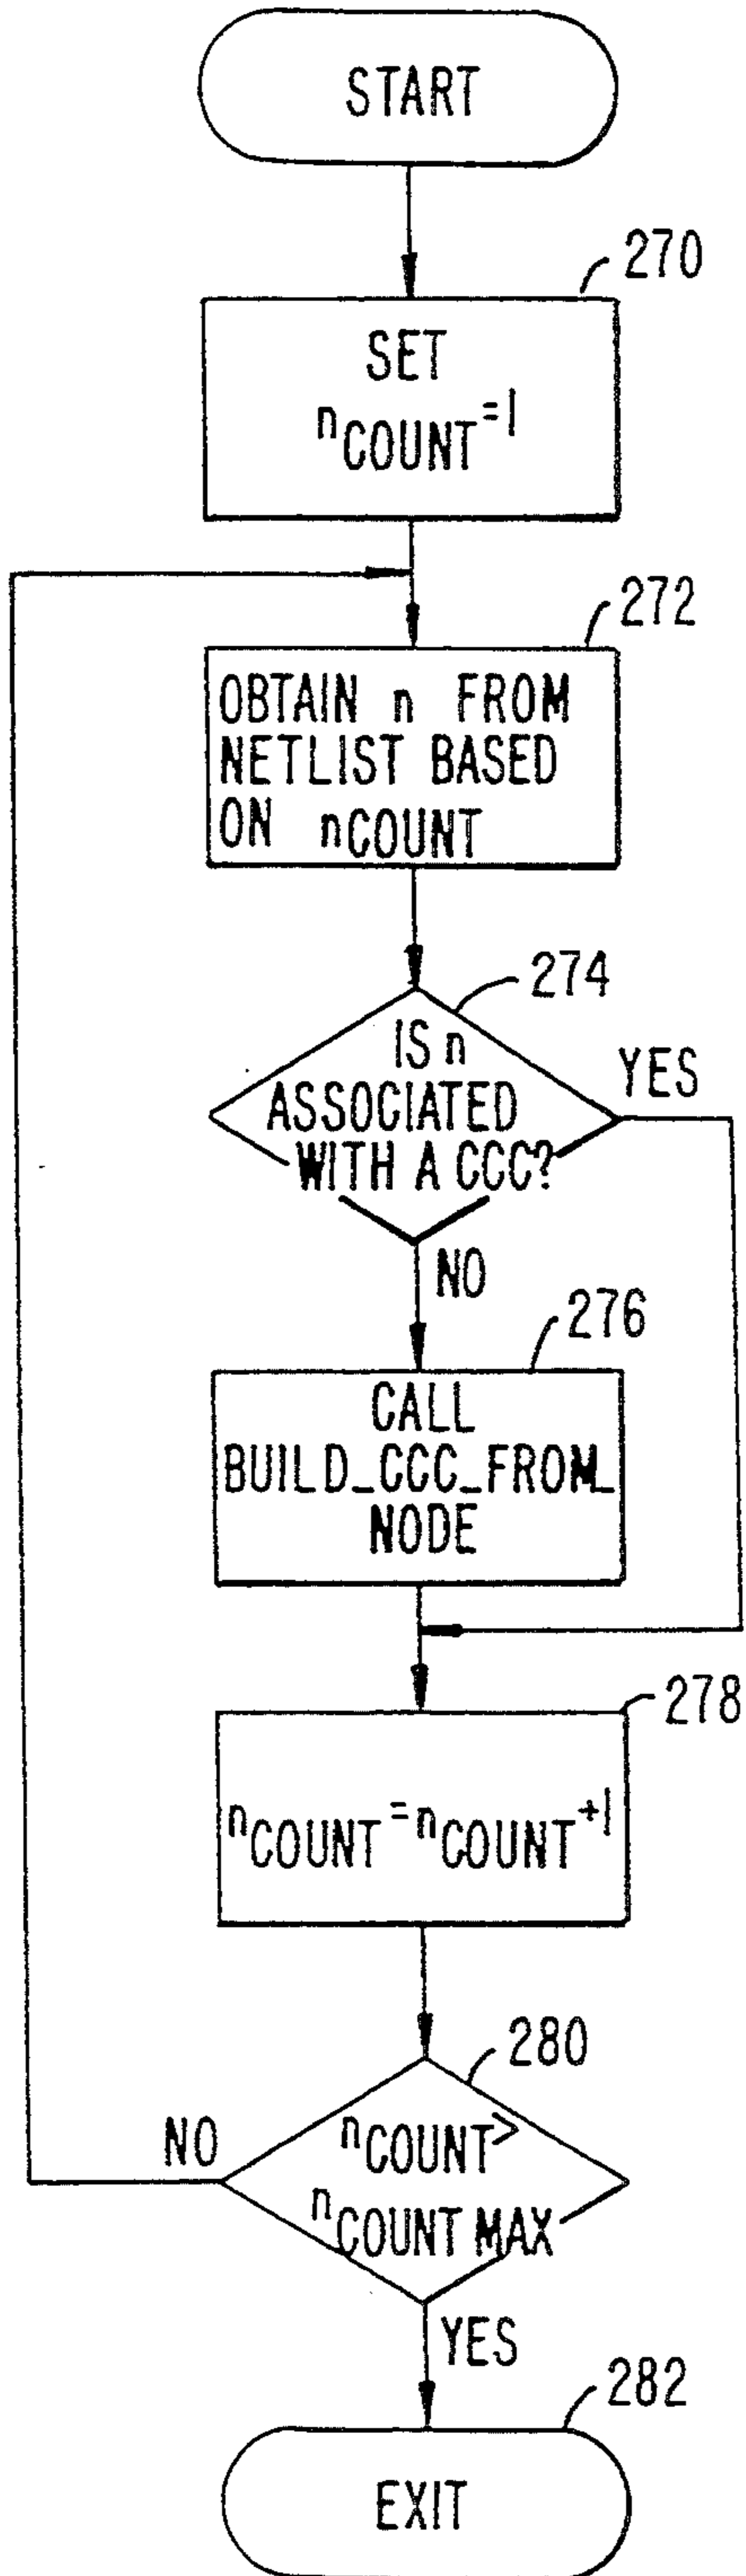 START
270
SET
nCOUNT=1
272
OBTAIN n FROM
NETLIST BASED
ON nCOUNT
274
IS n
ASSOCIATED
WITH A CCC?
YES
NO
276
CALL
BUILD_CCC_FROM_
NODE
278
nCOUNT=nCOUNT+1
280
nCOUNT>
nCOUNT MAX
NO
YES
282
EXIT